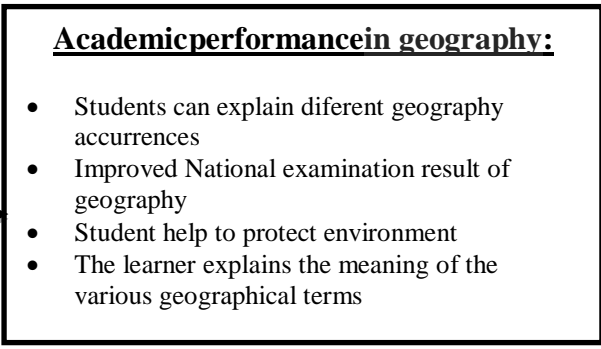 Academicperformancein geography:
• Students can explain diferent geography
accurrences
• Improved National examination result of
geography
• Student help to protect environment
• The learner explains the meaning of the
various geographical terms